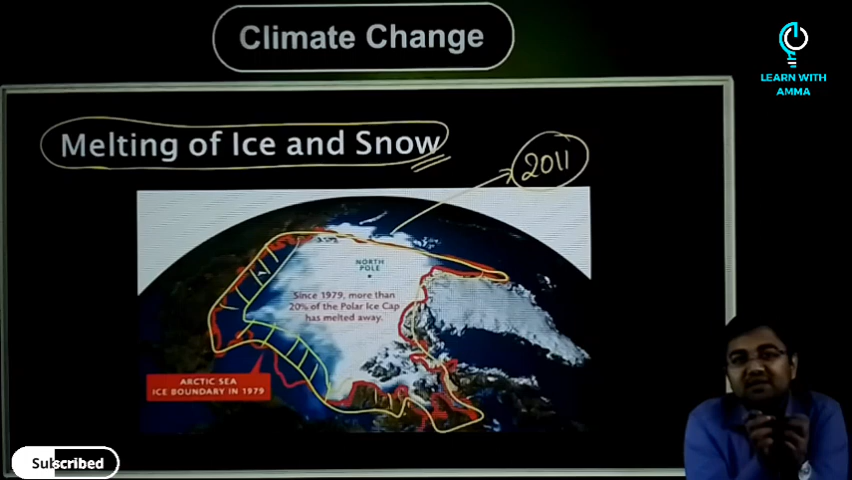 Climate Change
LEARN WITH
AMMA
Melting of Ice and Snow
2011
NORTH
POLE
Since 1979, more than
20% of the Polar Ice Cap
has melted away.
ARCTIC SEA
ICE BOUNDARY IN 1979
Subscribed